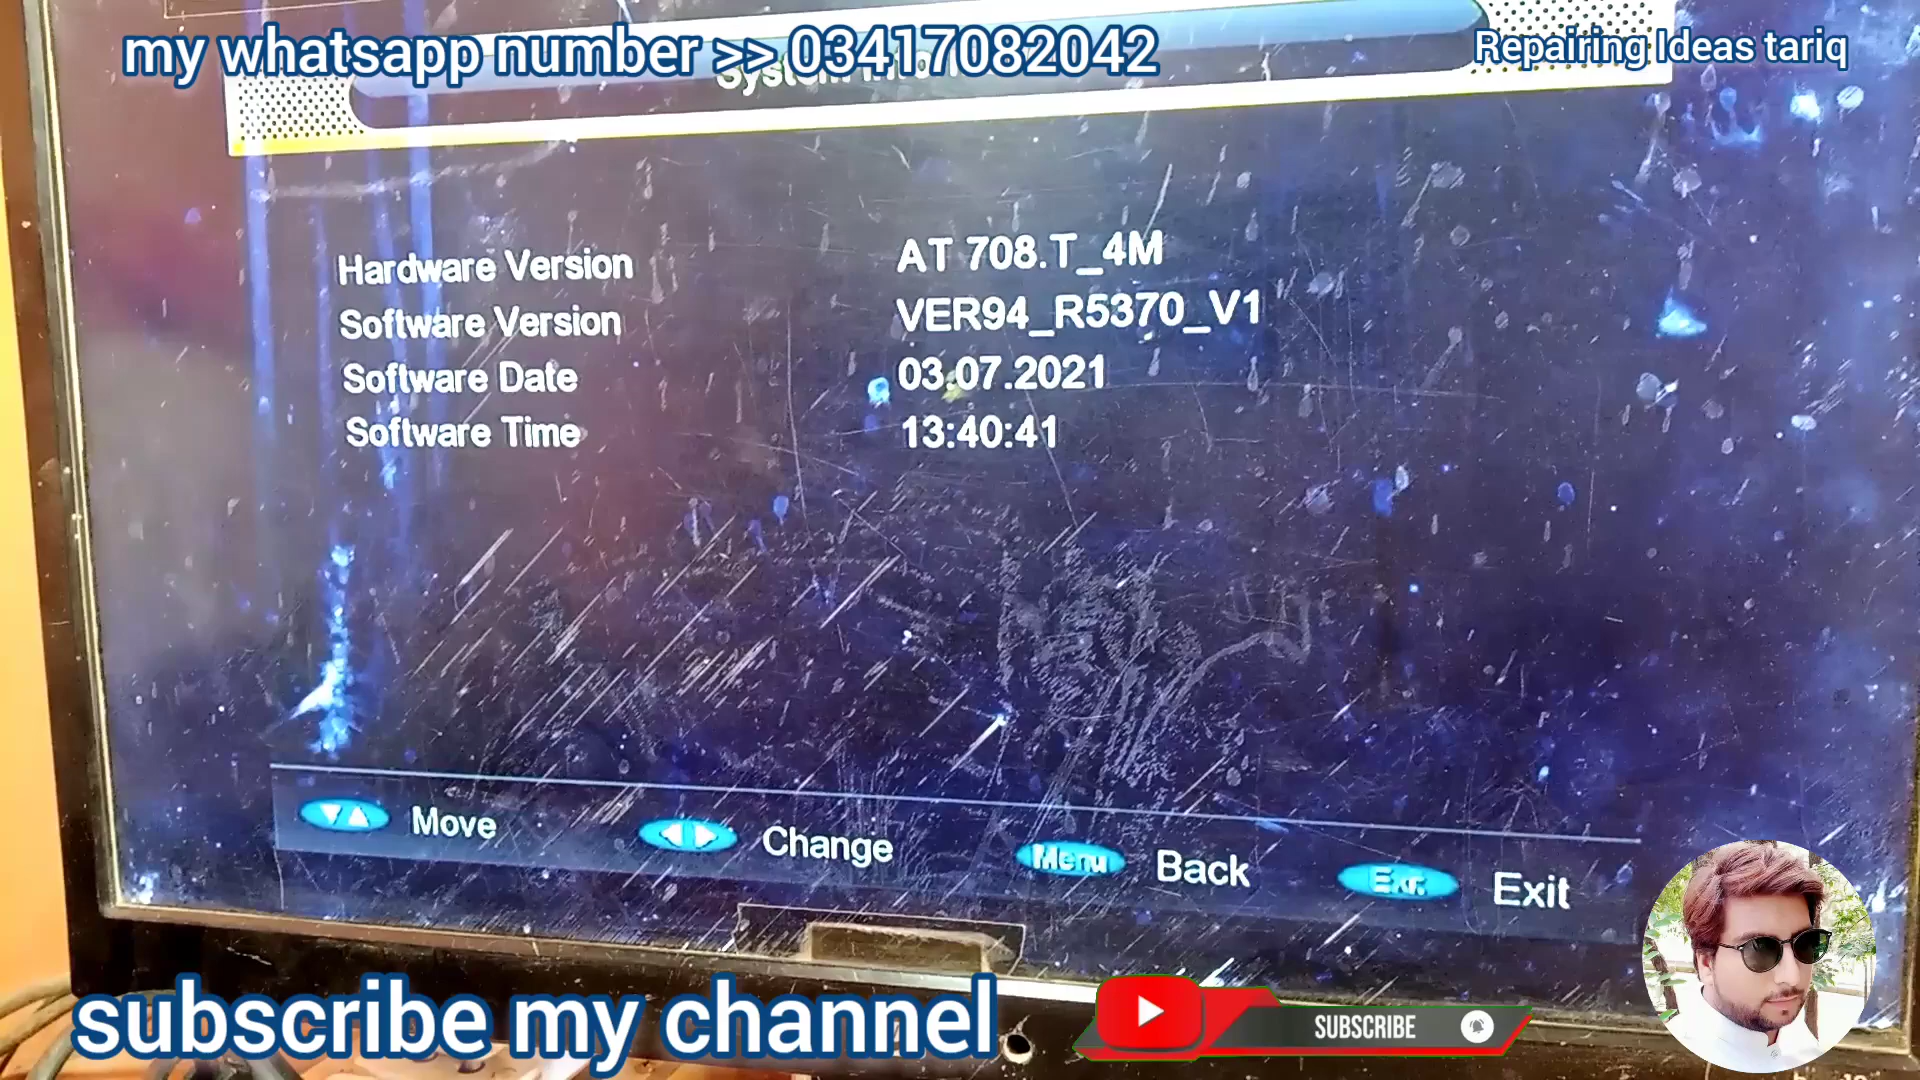 my whatsapp number >> 03417082042
Repairing Ideas tariq
System
Hardware Version AT 708.T_4M
Software Version VER94_R5370_V1
Software Date 03.07.2021
Software Time 13:40:41
Move Change Menu Back Exit Exit
subscribe my channel
SUBSCRIBE